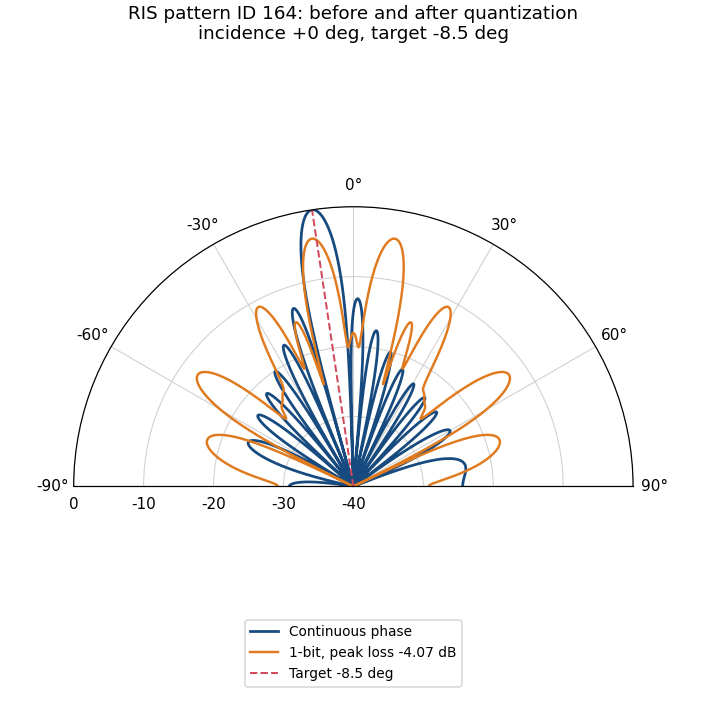 RIS pattern ID 164: before and after quantization
incidence +0 deg, target -8.5 deg
0°
-30°
30°
-60°
60°
-90°
90°
0
-10
-20
-30
-40
Continuous phase
1-bit, peak loss -4.07 dB
Target -8.5 deg